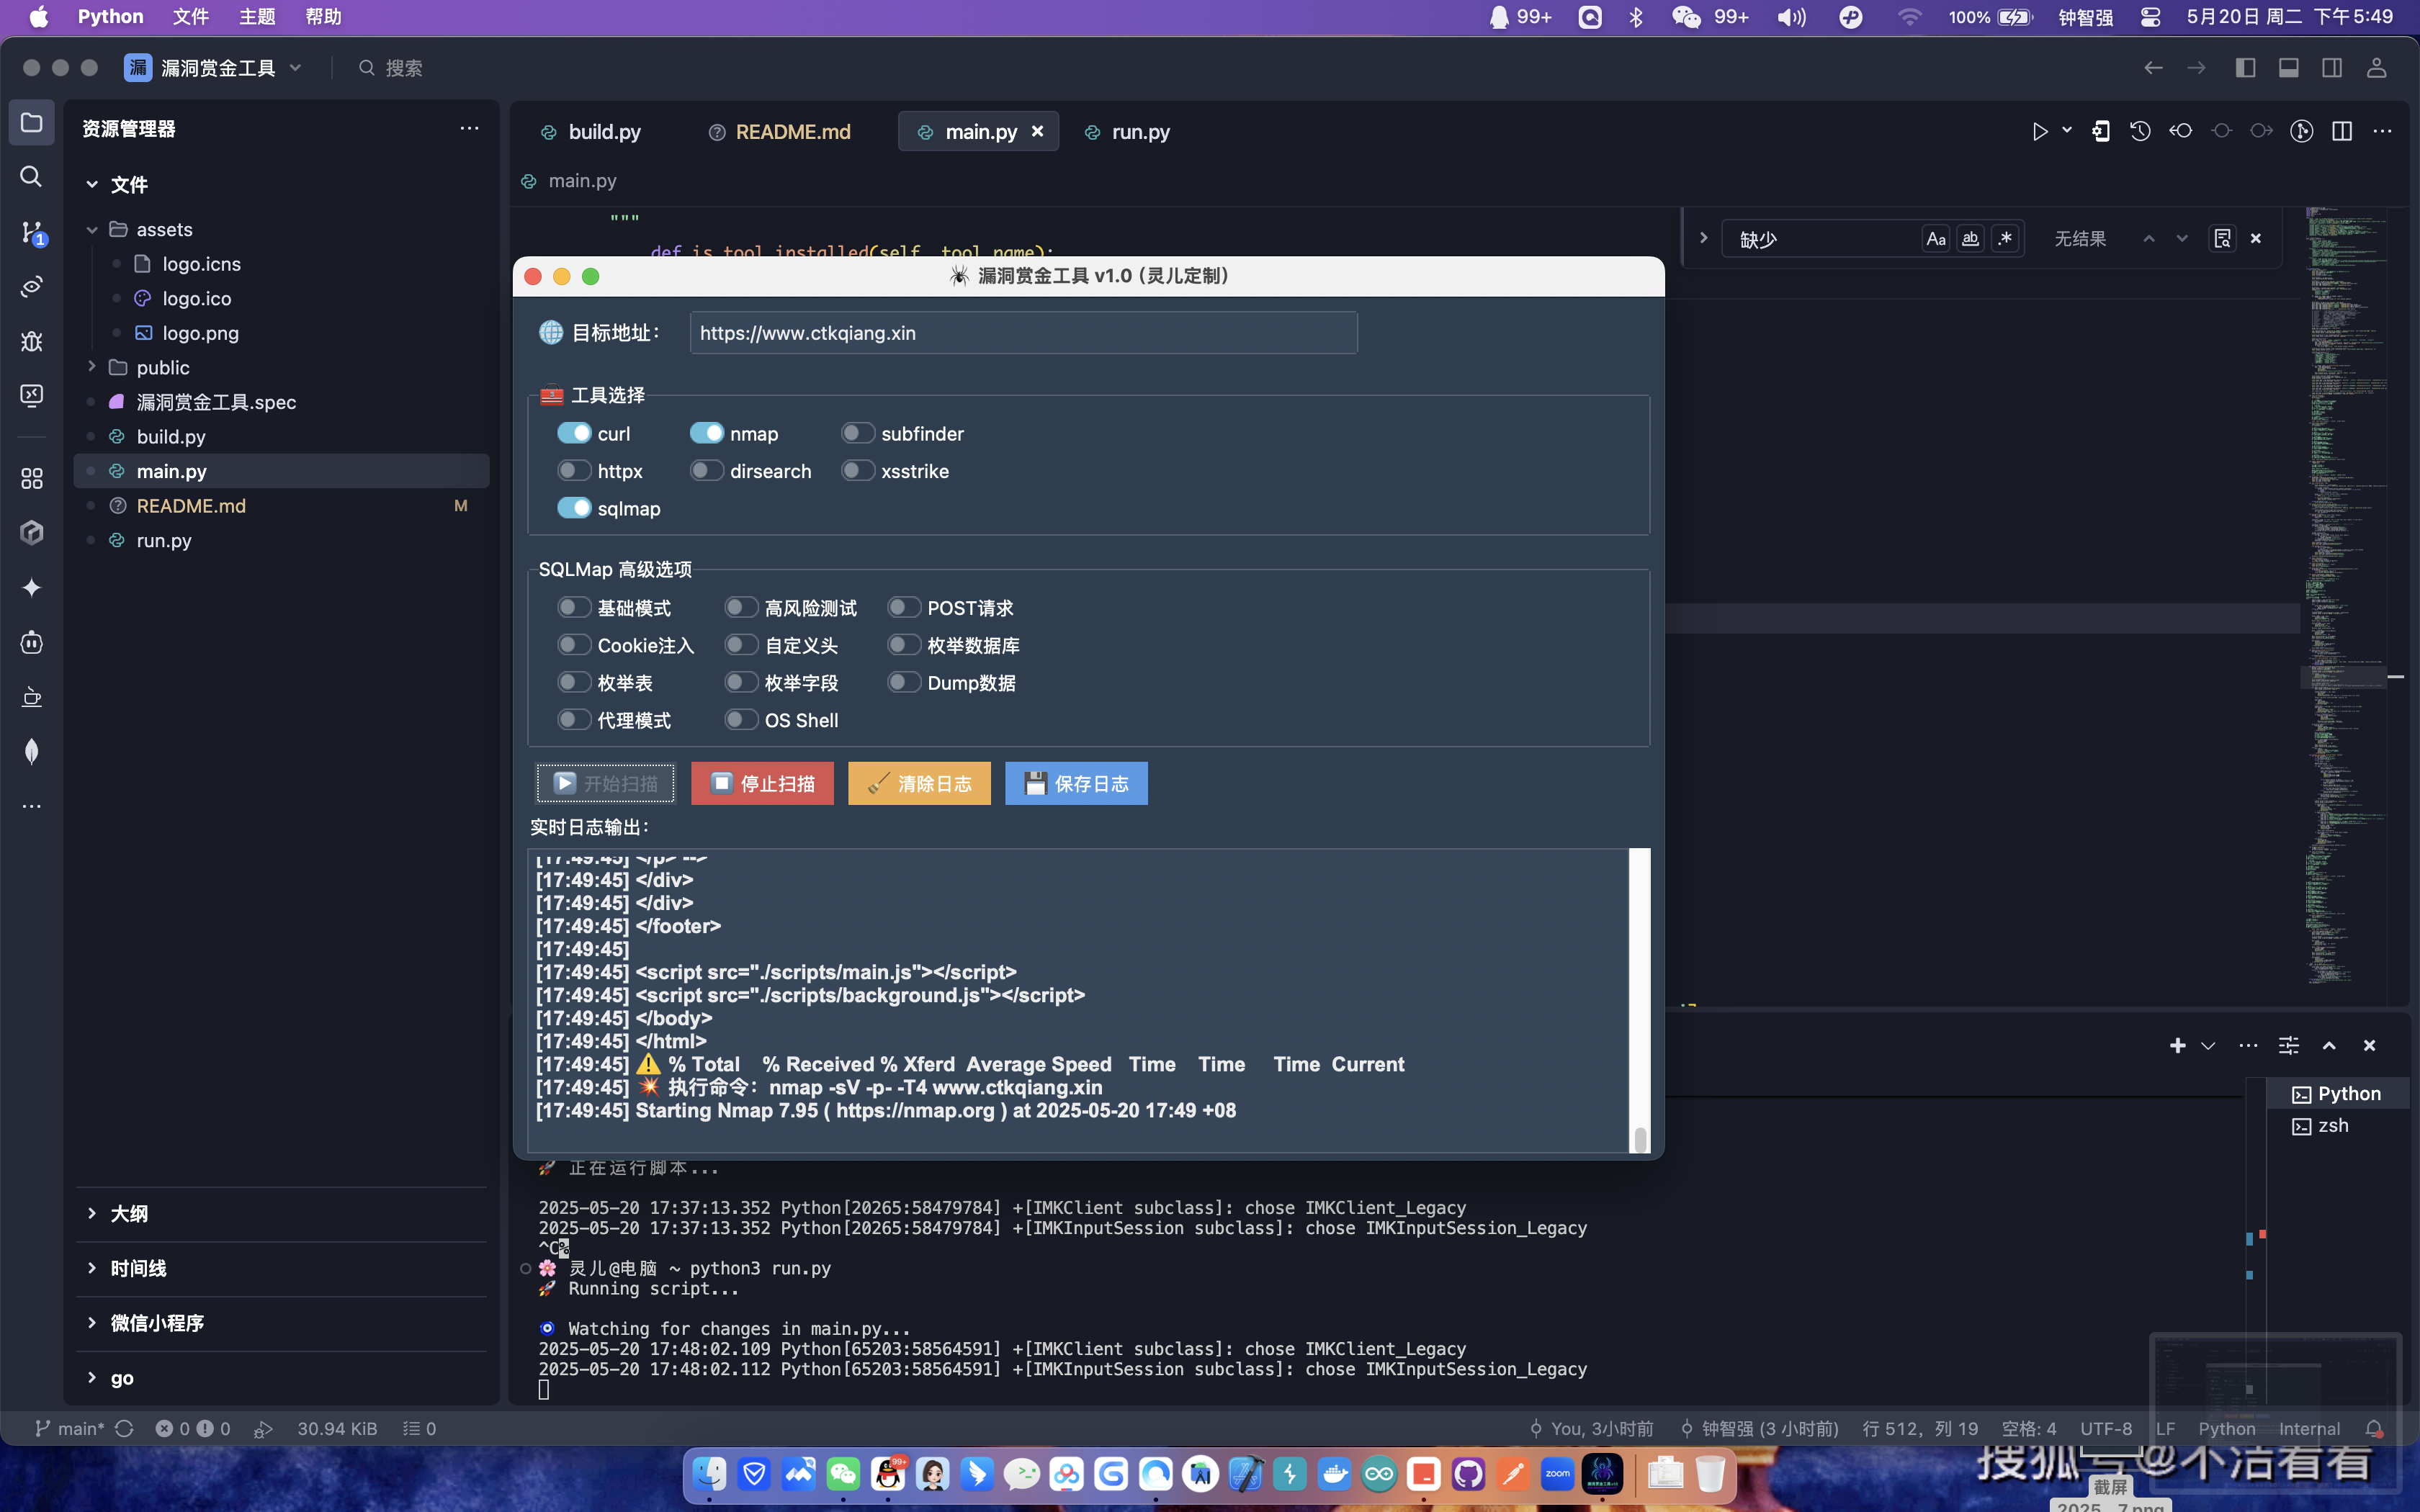 Python 文件 主题 帮助 99+ 99+ 100% 钟智强 5月20日 周二 下午5:49
漏 漏洞赏金工具 搜索
资源管理器
文件
assets
logo.icns
logo.ico
logo.png
public
漏洞赏金工具.spec
build.py
main.py
README.md M
run.py
大纲
时间线
微信小程序
go
1
build.py README.md main.py run.py
main.py
"""
def is_tool_installed(self, tool_name):
缺少 Aa ab .* 无结果
漏洞赏金工具 v1.0 (灵儿定制)
目标地址： https://www.ctkqiang.xin
工具选择
curl nmap subfinder
httpx dirsearch xsstrike
sqlmap
SQLMap 高级选项
基础模式 高风险测试 POST请求
Cookie注入 自定义头 枚举数据库
枚举表 枚举字段 Dump数据
代理模式 OS Shell
开始扫描 停止扫描 清除日志 保存日志
实时日志输出：
[17:49:45] </p> -->
[17:49:45] </div>
[17:49:45] </div>
[17:49:45] </footer>
[17:49:45]
[17:49:45] <script src="./scripts/main.js"></script>
[17:49:45] <script src="./scripts/background.js"></script>
[17:49:45] </body>
[17:49:45] </html>
[17:49:45] ⚠️ % Total % Received % Xferd Average Speed Time Time Time Current
[17:49:45] 💥 执行命令：nmap -sV -p- -T4 www.ctkqiang.xin
[17:49:45] Starting Nmap 7.95 ( https://nmap.org ) at 2025-05-20 17:49 +08
🚀 正在运行脚本...
2025-05-20 17:37:13.352 Python[20265:58479784] +[IMKClient subclass]: chose IMKClient_Legacy
2025-05-20 17:37:13.352 Python[20265:58479784] +[IMKInputSession subclass]: chose IMKInputSession_Legacy
^C%
🌸 灵儿@电脑 ~ python3 run.py
🚀 Running script...
🧿 Watching for changes in main.py...
2025-05-20 17:48:02.109 Python[65203:58564591] +[IMKClient subclass]: chose IMKClient_Legacy
2025-05-20 17:48:02.112 Python[65203:58564591] +[IMKInputSession subclass]: chose IMKInputSession_Legacy
Python
zsh
main* 0 0 30.94 KiB 0 You, 3小时前 钟智强 (3 小时前) 行 512，列 19 空格: 4 UTF-8 LF Python Internal
99+
zoom
搜狐号@不洁看看
截屏
2025...7.png